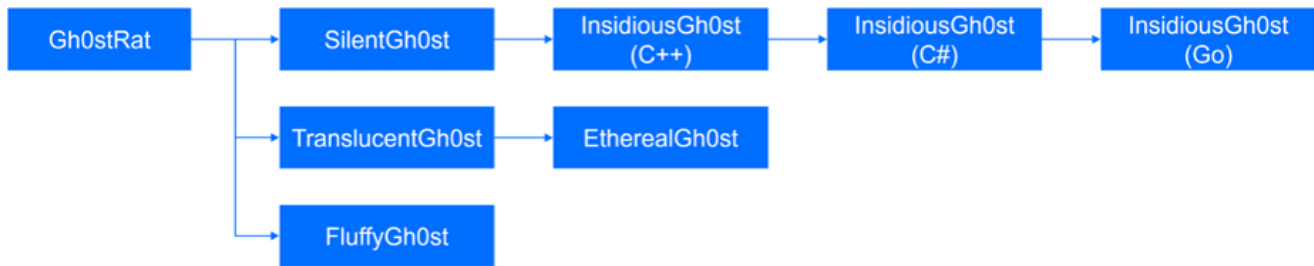 Gh0stRat
SilentGh0st
InsidiousGh0st
(C++)
InsidiousGh0st
(C#)
InsidiousGh0st
(Go)
TranslucentGh0st
EtherealGh0st
FluffyGh0st